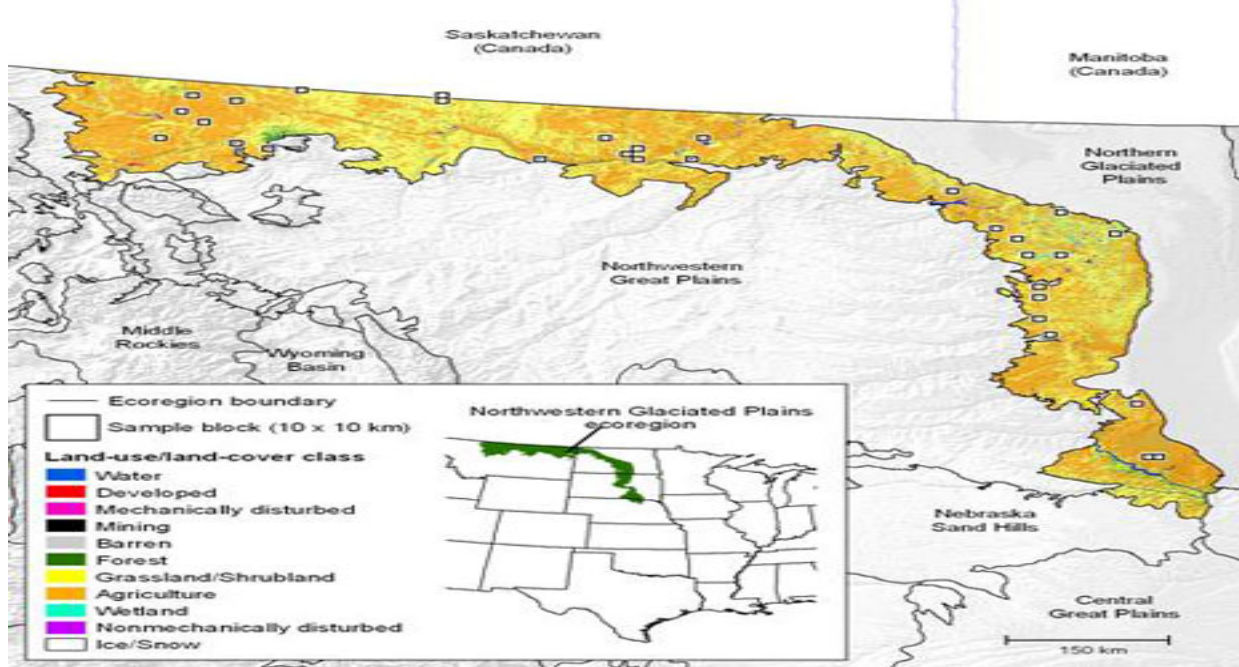 Saskatchewan
(Canada)
Manitoba
(Canada)
Northern
Glaciated
Plains
Northwestern
Great Plains
Middle
Rockies
Wyoming
Basin
Ecoregion boundary
Sample block (10 x 10 km)
Land-use/land-cover class
Water
Developed
Mechanically disturbed
Mining
Barren
Forest
Grassland/Shrubland
Agriculture
Wetland
Nonmechanically disturbed
Ice/Snow
Northwestern Glaciated Plains
ecoregion
Nebraska
Sand Hills
Central
Great Plains
150 km